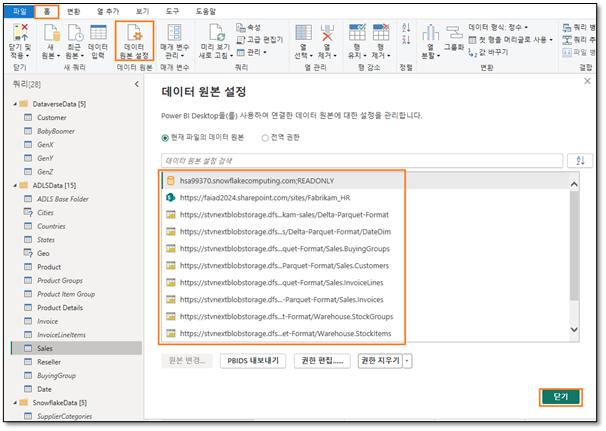 파일 홈 변환 열 추가 보기 도구 도움말
닫기 및 적용
새 원본
최근 원본
데이터 입력
데이터 원본 설정
매개 변수 관리
미리 보기 새로 고침
속성
고급 편집기
관리
열 선택
열 제거
행 유지
행 제거
열 분할
그룹화
데이터 형식: 정수
첫 행을 머리글로 사용
값 바꾸기
닫기 새 쿼리 데이터 원본 매개 변수 쿼리 열 관리 행 감소 정렬 변환 결합
쿼리[28]
DataverseData [5]
Customer
BabyBoomer
GenX
GenY
GenZ
ADLSData [15]
ADLS Base Folder
Cities
Countries
States
Geo
Product
Product Groups
Product Item Group
Product Details
Invoice
InvoiceLineItems
Sales
Reseller
BuyingGroup
Date
SnowflakeData [5]
SupplierCategories
데이터 원본 설정
Power BI Desktop을(를) 사용하여 연결한 데이터 원본에 대한 설정을 관리합니다.
현재 파일의 데이터 원본 전역 권한
데이터 원본 설정 검색
hsa99370.snowflakecomputing.com;READONLY
https://faiad2024.sharepoint.com/sites/Fabrikam_HR
https://stvnextblobstorage.dfs...kam-sales/Delta-Parquet-Format
https://stvnextblobstorage.dfs...s/Delta-Parquet-Format/DateDim
https://stvnextblobstorage.dfs...quet-Format/Sales.BuyingGroups
https://stvnextblobstorage.dfs...Parquet-Format/Sales.Customers
https://stvnextblobstorage.dfs...quet-Format/Sales.InvoiceLines
https://stvnextblobstorage.dfs...-Parquet-Format/Sales.Invoices
https://stvnextblobstorage.dfs...t-Format/Warehouse.StockGroups
https://stvnextblobstorage.dfs...et-Format/Warehouse.StockItems
원본 변경... PBIDS 내보내기 권한 편집...... 권한 지우기
닫기